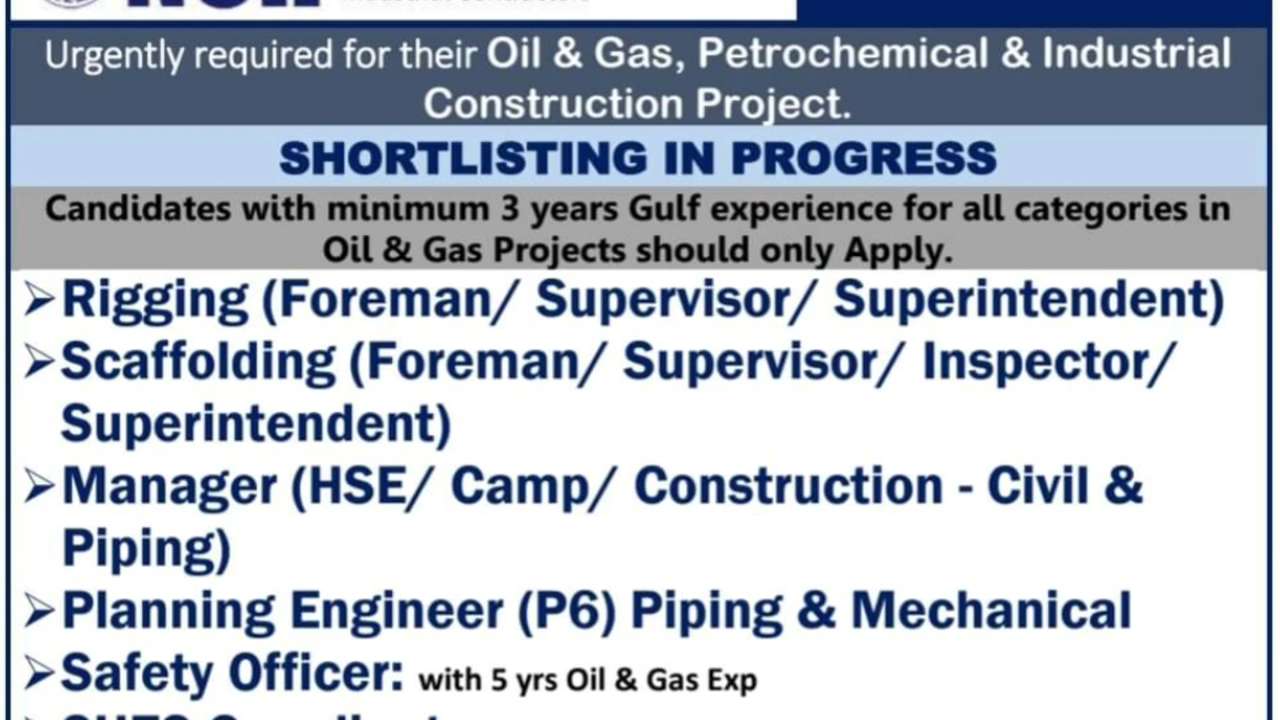 Urgently required for their Oil & Gas, Petrochemical & Industrial
Construction Project.
SHORTLISTING IN PROGRESS
Candidates with minimum 3 years Gulf experience for all categories in
Oil & Gas Projects should only Apply.
➢Rigging (Foreman/ Supervisor/ Superintendent)
➢Scaffolding (Foreman/ Supervisor/ Inspector/
Superintendent)
➢Manager (HSE/ Camp/ Construction - Civil &
Piping)
➢Planning Engineer (P6) Piping & Mechanical
➢Safety Officer: with 5 yrs Oil & Gas Exp